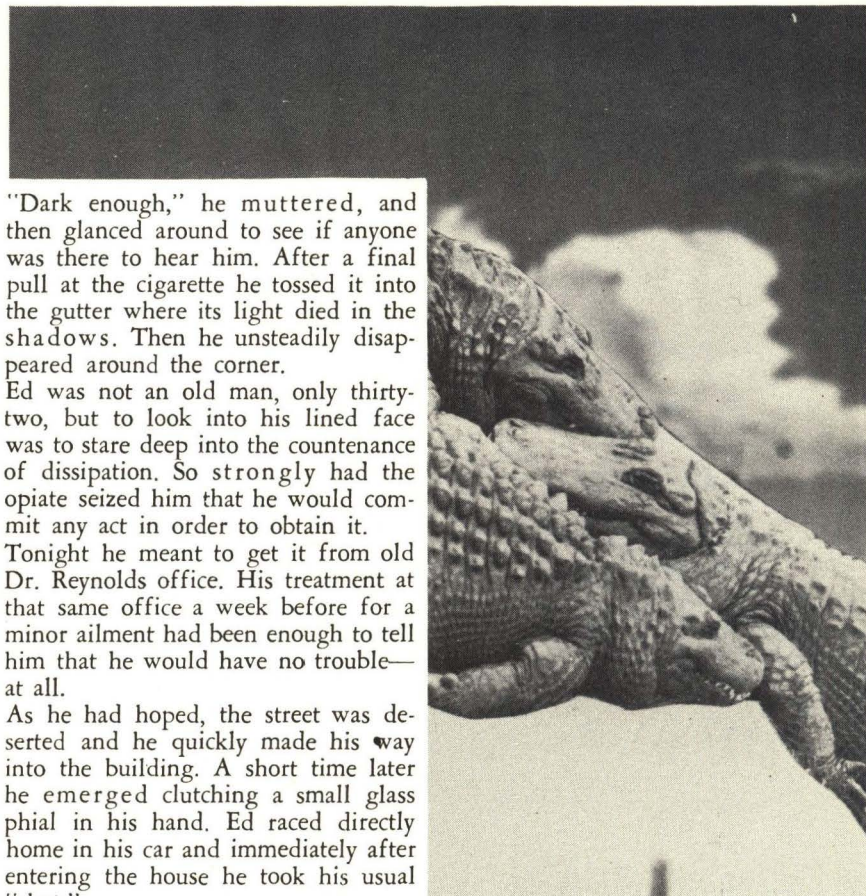 "Dark enough," he muttered, and
then glanced around to see if anyone
was there to hear him. After a final
pull at the cigarette he tossed it into
the gutter where its light died in the
shadows. Then he unsteadily disap-
peared around the corner.
Ed was not an old man, only thirty-
two, but to look into his lined face
was to stare deep into the countenance
of dissipation. So strongly had the
opiate seized him that he would com-
mit any act in order to obtain it.
Tonight he meant to get it from old
Dr. Reynolds office. His treatment at
that same office a week before for a
minor ailment had been enough to tell
him that he would have no trouble—
at all.
As he had hoped, the street was de-
serted and he quickly made his way
into the building. A short time later
he emerged clutching a small glass
phial in his hand. Ed raced directly
home in his car and immediately after
entering the house he took his usual